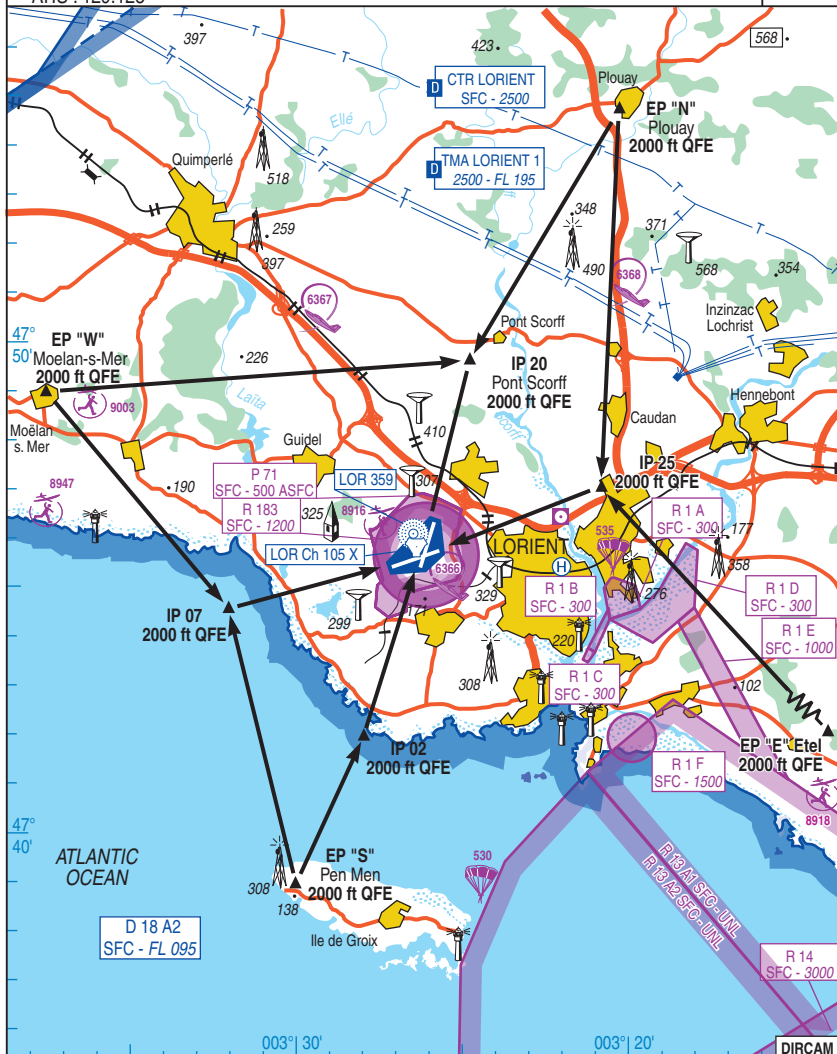 397
423
568
CTR LORIENT
SFC - 2500
D
Plouay
EP "N"
Plouay
2000 ft QFE
Ellé
Quimperlé
518
D
TMA LORIENT 1
2500 - FL 195
348
371
259
397
490
568
354
6367
6368
Inzinzac
Lochrist
47°
50'
EP "W"
Moelan-s-Mer
2000 ft QFE
226
Pont Scorff
IP 20
Pont Scorff
2000 ft QFE
Hennebont
9003
Laïta
Scorff
Caudan
Moëlan
s. Mer
410
Guidel
IP 25
2000 ft QFE
8947
190
P 71
SFC - 500 ASFC
LOR 359
307
R 183
SFC - 1200
325
8916
R 1 A
SFC - 300
177
358
535
LOR Ch 105 X
6366
LORIENT
H
329
R 1 B
SFC - 300
276
R 1 D
SFC - 300
IP 07
2000 ft QFE
299
171
R 1 E
SFC - 1000
220
308
R 1 C
SFC - 300
102
IP 02
2000 ft QFE
EP "E" Etel
2000 ft QFE
R 1 F
SFC - 1500
8918
47°
40'
ATLANTIC
OCEAN
EP "S"
Pen Men
2000 ft QFE
308
138
530
Ile de Groix
D 18 A2
SFC - FL 095
R 13 A1 SFC - UNL
R 13 A2 SFC - UNL
R 14
SFC - 3000
003° 30'
003° 20'
DIRCAM